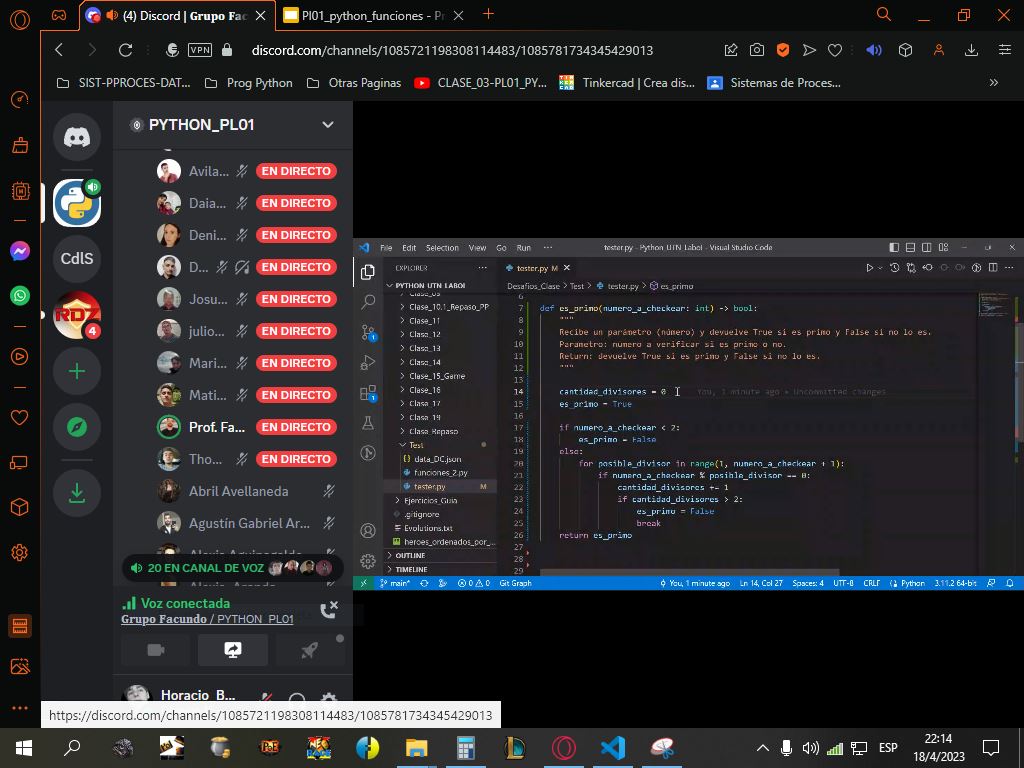 (4) Discord | Grupo Fac
PI01_python_funciones - Pr
VPN
discord.com/channels/1085721198308114483/1085781734345429013
SIST-PPROCES-DAT...
Prog Python
Otras Paginas
CLASE_03-PL01_PY...
Tinkercad | Crea dis...
Sistemas de Proces...
PYTHON_PL01
Avila... EN DIRECTO
Daia... EN DIRECTO
Deni... EN DIRECTO
D... EN DIRECTO
Josu... EN DIRECTO
julio... EN DIRECTO
Mari... EN DIRECTO
Mati... EN DIRECTO
Prof. Fa... EN DIRECTO
Tho... EN DIRECTO
Abril Avellaneda
Agustín Gabriel Ar...
20 EN CANAL DE VOZ
Voz conectada
Grupo Facundo / PYTHON_PL01
Horacio_B...
CdlS
RDZ
4
https://discord.com/channels/1085721198308114483/1085781734345429013
File Edit Selection View Go Run ...
tester.py - Python_UTN_LaboI - Visual Studio Code
EXPLORER
PYTHON_UTN_LABOI
Clase_09
Clase_10.1_Repaso_PP
Clase_11
Clase_12
Clase_13
Clase_14
Clase_15_Game
Clase_16
Clase_17
Clase_19
Clase_Repaso
Test
data_DC.json
funciones_2.py
tester.py M
Ejercicios_Guia
.gitignore
Evolutions.txt
heroes_ordenados_por_...
OUTLINE
TIMELINE
tester.py M
Desafios_Clase > Test > tester.py > es_primo
6
7 def es_primo(numero_a_checkear: int) -> bool:
8 """
9 Recibe un parámetro (número) y devuelve True si es primo y False si no lo es.
10 Parametro: numero a verificar si es primo o no.
11 Return: devuelve True si es primo y False si no lo es.
12 """
13
14 cantidad_divisores = 0 You, 1 minute ago • Uncommitted changes
15 es_primo = True
16
17 if numero_a_checkear < 2:
18 es_primo = False
19 else:
20 for posible_divisor in range(1, numero_a_checkear + 1):
21 if numero_a_checkear % posible_divisor == 0:
22 cantidad_divisores += 1
23 if cantidad_divisores > 2:
24 es_primo = False
25 break
26 return es_primo
27
28
29
main* 0 0 Git Graph
You, 1 minute ago Ln 14, Col 27 Spaces: 4 UTF-8 CRLF Python 3.11.2 64-bit
ESP
22:14
18/4/2023